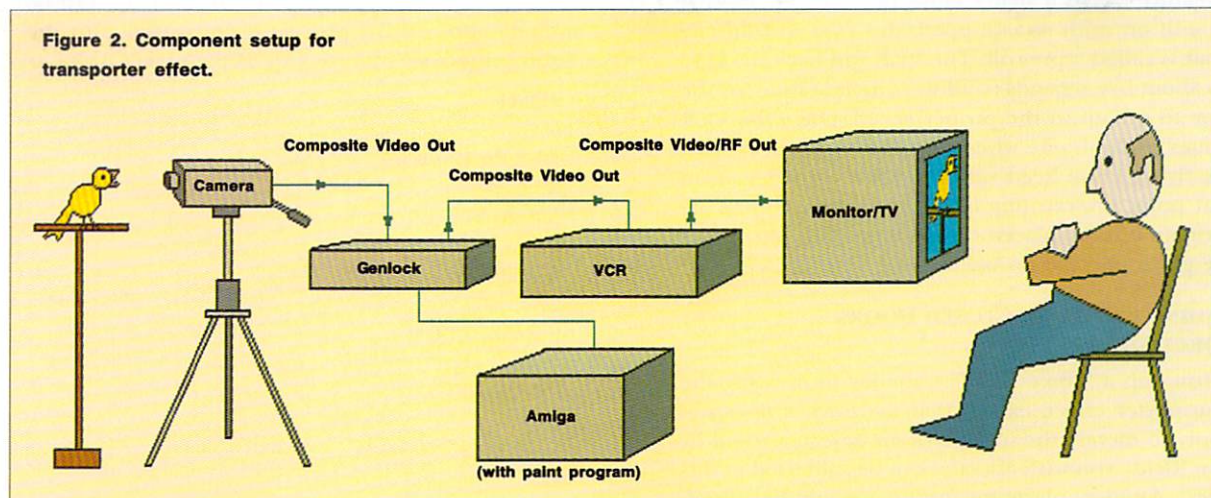 Figure 2. Component setup for
transporter effect.
Composite Video Out
Composite Video Out
Composite Video/RF Out
Camera
Genlock
VCR
Monitor/TV
Amiga
(with paint program)